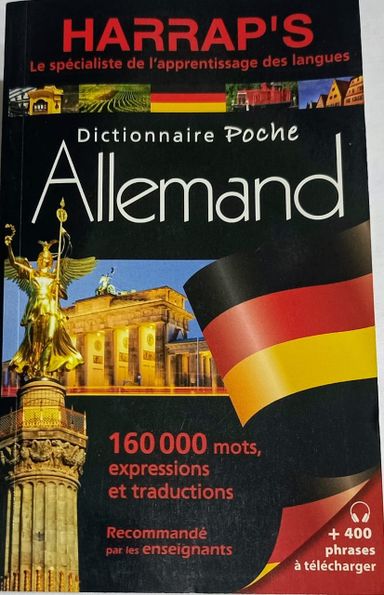 HARRAP'S
Le spécialiste de l'apprentissage des langues
Dictionnaire Poche
Allemand
160 000 mots,
expressions
et traductions
Recommandé
par les enseignants
+ 400
phrases
à télécharger